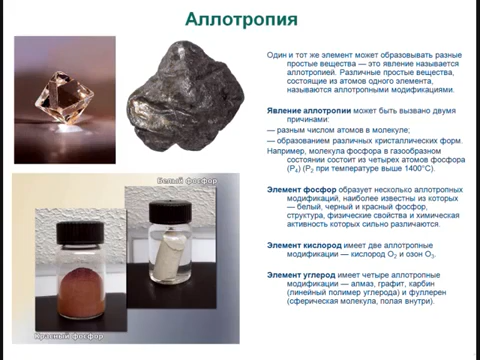 Аллотропия
Один и тот же элемент может образовывать разные
простые вещества — это явление называется
аллотропией. Различные простые вещества,
состоящие из атомов одного элемента,
называются аллотропными модификациями.
Явление аллотропии может быть вызвано двумя
причинами:
— разным числом атомов в молекуле;
— образованием различных кристаллических форм.
Например, молекула фосфора в газообразном
состоянии состоит из четырех атомов фосфора
(P₄) (P₂ при температуре выше 1400°С).
Элемент фосфор образует несколько аллотропных
модификаций, наиболее известны из которых
— белый, черный и красный фосфор,
структура, физические свойства и химическая
активность которых сильно различаются.
Элемент кислород имеет две аллотропные
модификации — кислород O₂ и озон O₃.
Элемент углерод имеет четыре аллотропные
модификации — алмаз, графит, карбин
(линейный полимер углерода) и фуллерен
(сферическая молекула, полая внутри).
Белый фосфор
Красный фосфор